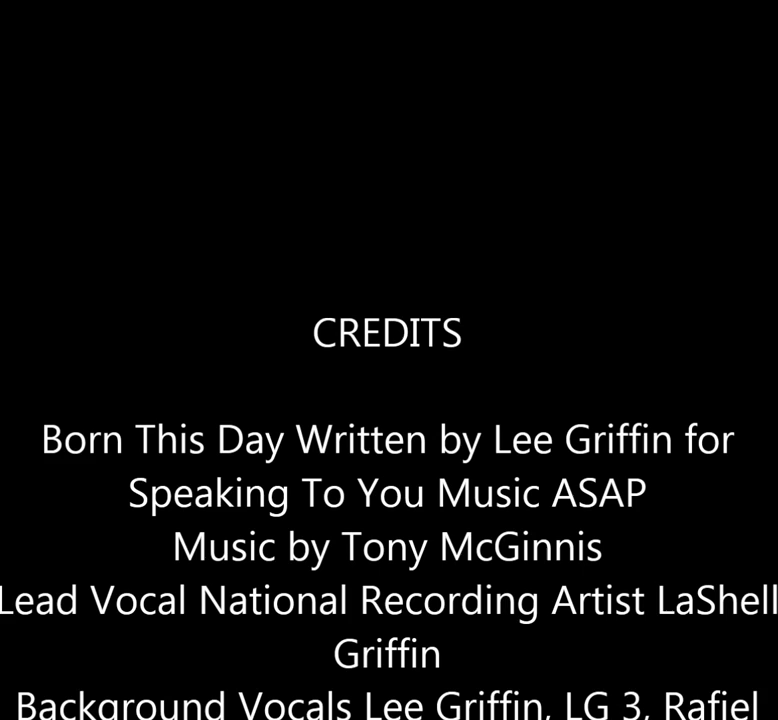 CREDITS
Born This Day Written by Lee Griffin for
Speaking To You Music ASAP
Music by Tony McGinnis
Lead Vocal National Recording Artist LaShell
Griffin
Background Vocals Lee Griffin, LG 3, Rafiel